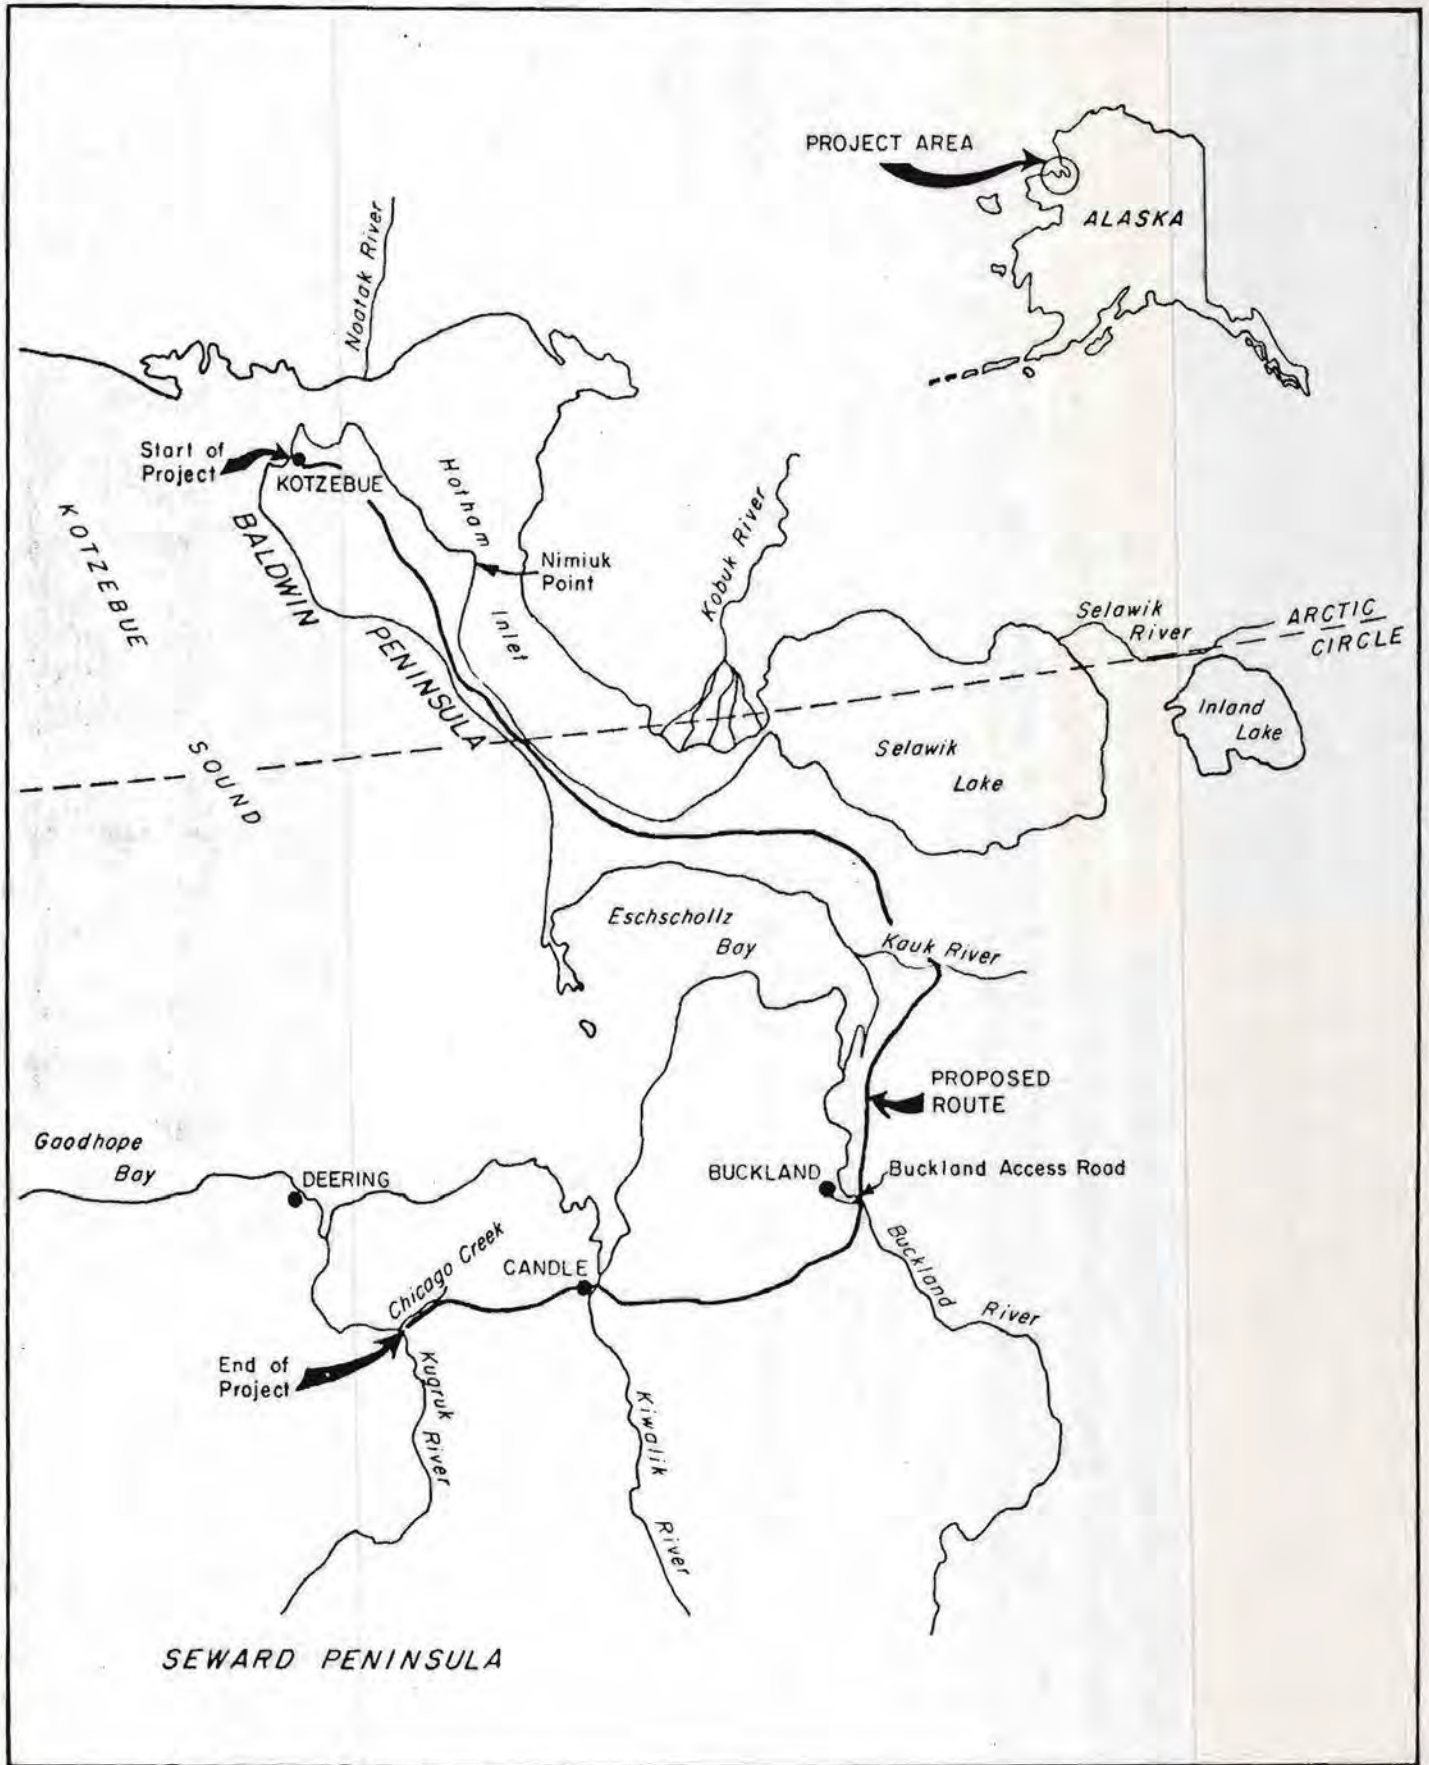 PROJECT AREA
ALASKA
Noatak River
Start of
Project
KOTZEBUE
Hotham
Inlet
Nimiuk
Point
Kobuk River
KOTZEBUE
SOUND
BALDWIN
PENINSULA
Selawik
River
ARCTIC
CIRCLE
Inland
Lake
Selawik
Lake
Eschschollz
Bay
Kauk River
PROPOSED
ROUTE
Goodhope
Bay
DEERING
BUCKLAND
Buckland Access Road
Chicago Creek
CANDLE
Buckland
River
End of
Project
Kugruk
River
Kiwalik
River
SEWARD PENINSULA